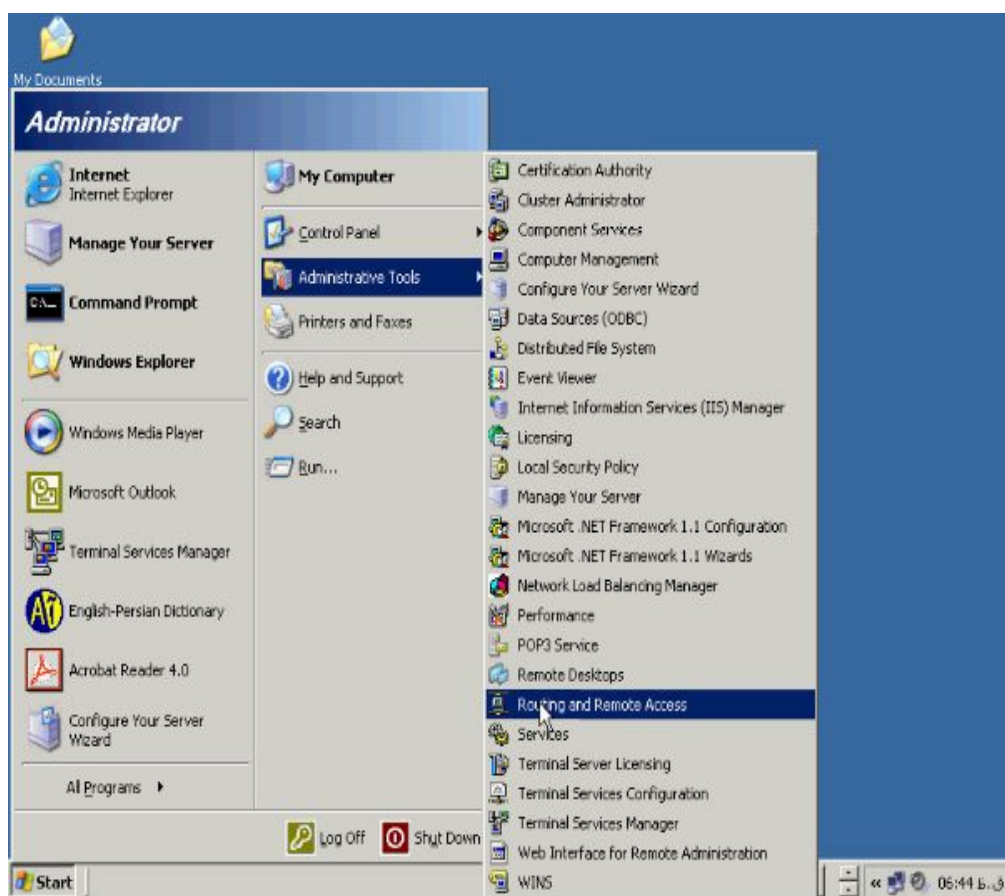 My Documents
Administrator
Internet
Internet Explorer
Manage Your Server
Command Prompt
Windows Explorer
Windows Media Player
Microsoft Outlook
Terminal Services Manager
English-Persian Dictionary
Acrobat Reader 4.0
Configure Your Server
Wizard
All Programs
My Computer
Control Panel
Administrative Tools
Printers and Faxes
Help and Support
Search
Run...
Certification Authority
Cluster Administrator
Component Services
Computer Management
Configure Your Server Wizard
Data Sources (ODBC)
Distributed File System
Event Viewer
Internet Information Services (IIS) Manager
Licensing
Local Security Policy
Manage Your Server
Microsoft .NET Framework 1.1 Configuration
Microsoft .NET Framework 1.1 Wizards
Network Load Balancing Manager
Performance
POP3 Service
Remote Desktops
Routing and Remote Access
Services
Terminal Server Licensing
Terminal Services Configuration
Terminal Services Manager
Web Interface for Remote Administration
WINS
Log Off
Shut Down
Start
06:44